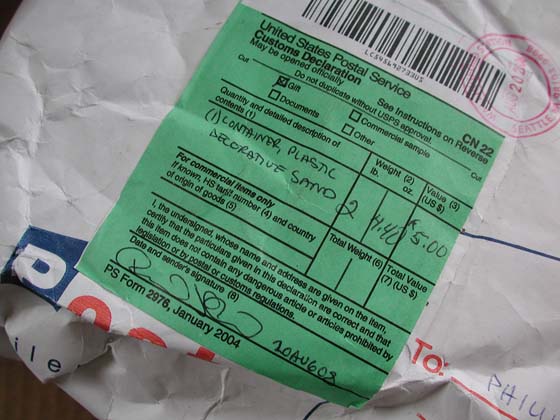 United States Postal Service
Customs Declaration
May be opened officially
Do not duplicate without USPS approval.
See Instructions on Reverse
CN 22
Cut
Cut
Gift
Documents
Commercial sample
Other
Quantity and detailed description of contents (1)
Weight (2)
lb. oz.
Value (3)
(US $)
(1) CONTAINER PLASTIC
DECORATIVE SAND
2 4.40 $5.00
For commercial items only
If known, HS tariff number (4) and country
of origin of goods (5)
Total Weight (6)
Total Value
(7) (US $)
I, the undersigned, whose name and address are given on the item,
certify that the particulars given in this declaration are correct and that
this item does not contain any dangerous article or articles prohibited by
legislation or by postal or customs regulations.
Date and sender's signature (8)
20AUG08
PS Form 2976, January 2004
SEATTLE
To:
PHIL
ile